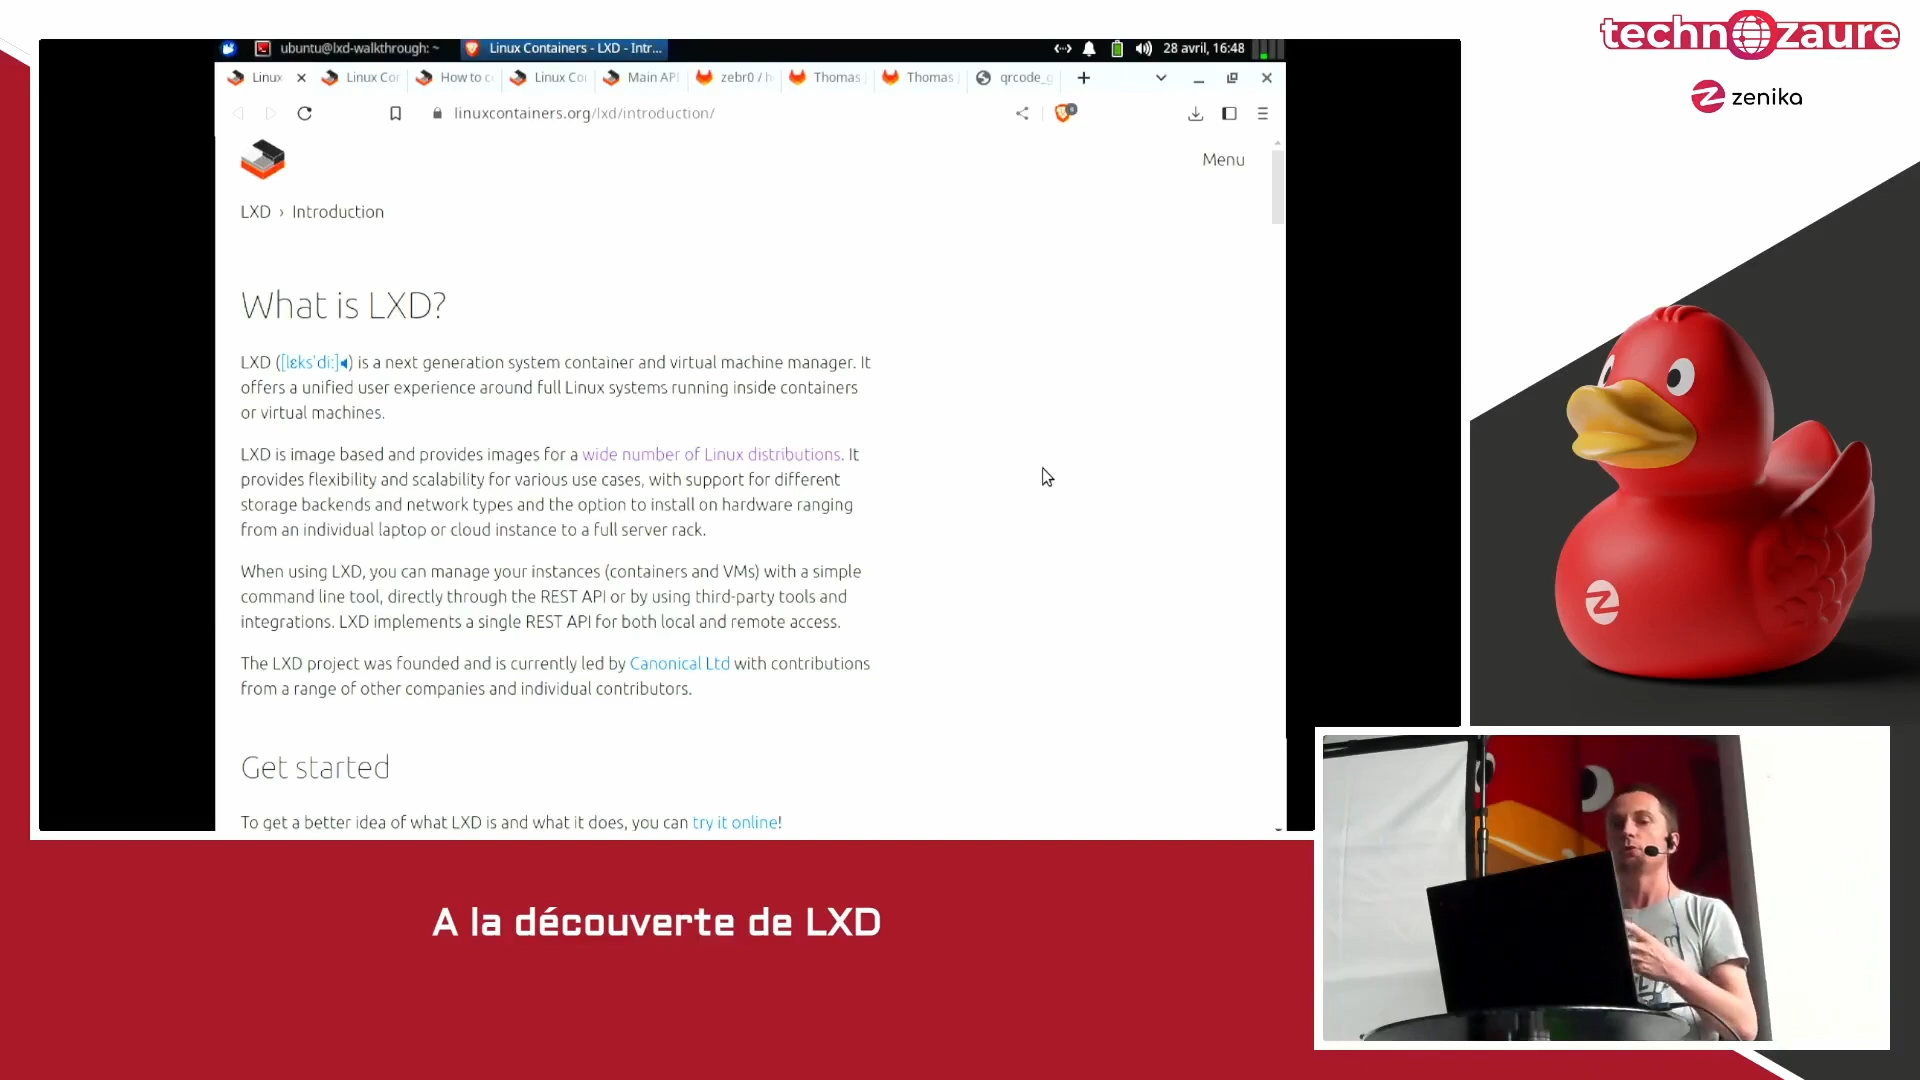 ubuntu@lxd-walkthrough: ~
Linux Containers - LXD - Intr...
28 avril, 16:48
Linux
Linux Cor
How to c
Linux Co
Main API
zebr0 / h
Thomas
Thomas
qrcode_g
linuxcontainers.org/lxd/introduction/
Menu
LXD › Introduction
What is LXD?
LXD ([lɛks'di:]) is a next generation system container and virtual machine manager. It
offers a unified user experience around full Linux systems running inside containers
or virtual machines.
LXD is image based and provides images for a wide number of Linux distributions. It
provides flexibility and scalability for various use cases, with support for different
storage backends and network types and the option to install on hardware ranging
from an individual laptop or cloud instance to a full server rack.
When using LXD, you can manage your instances (containers and VMs) with a simple
command line tool, directly through the REST API or by using third-party tools and
integrations. LXD implements a single REST API for both local and remote access.
The LXD project was founded and is currently led by Canonical Ltd with contributions
from a range of other companies and individual contributors.
Get started
To get a better idea of what LXD is and what it does, you can try it online!
technozaure
zenika
A la découverte de LXD